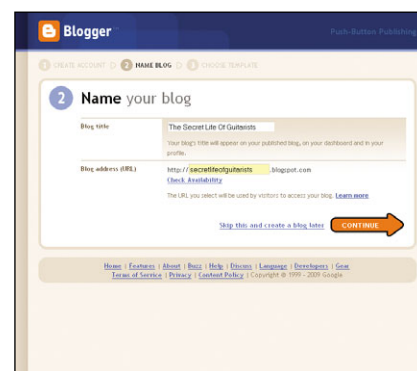 Blogger™
Push-Button Publishing
1 CREATE ACCOUNT 2 NAME BLOG 3 CHOOSE TEMPLATE
2 Name your blog
Blog title
The Secret Life Of Guitarists
Your blog's title will appear on your published blog, on your dashboard and in your
profile.
Blog address (URL)
http://secretlifeofguitarists.blogspot.com
Check Availability
The URL you select will be used by visitors to access your blog. Learn more
Skip this and create a blog later CONTINUE
Home | Features | About | Buzz | Help | Discuss | Language | Developers | Gear
Terms of Service | Privacy | Content Policy | Copyright © 1999 - 2009 Google